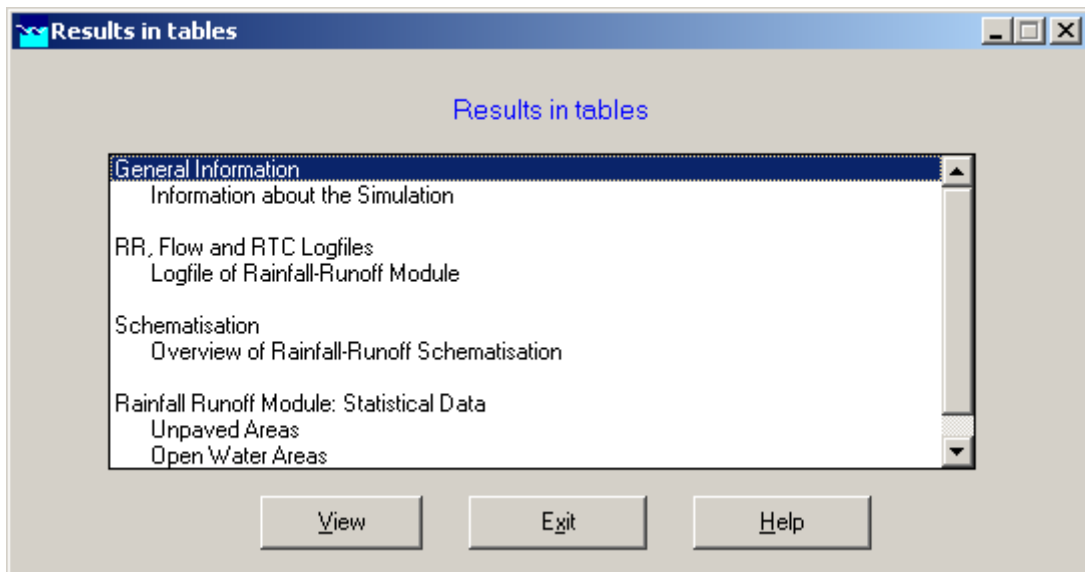 Results in tables
Results in tables
General Information
Information about the Simulation
RR, Flow and RTC Logfiles
Logfile of Rainfall-Runoff Module
Schematisation
Overview of Rainfall-Runoff Schematisation
Rainfall Runoff Module: Statistical Data
Unpaved Areas
Open Water Areas
View Exit Help